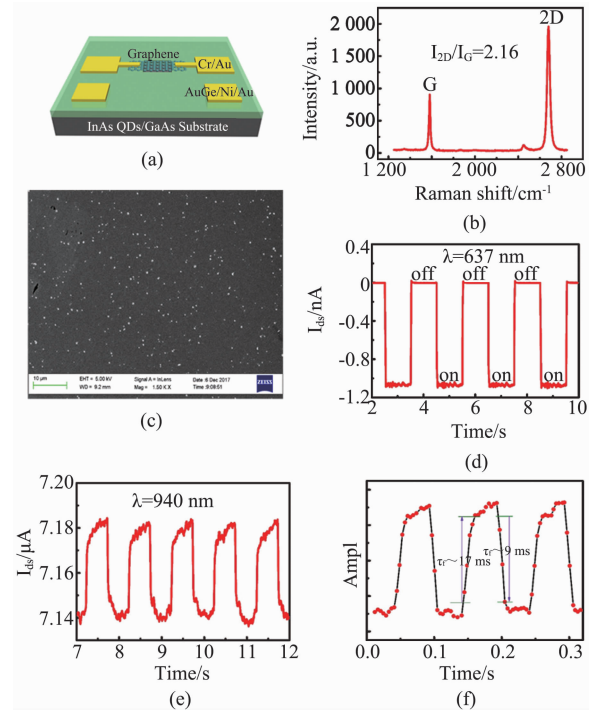 Graphene
Cr/Au
AuGe/Ni/Au
InAs QDs/GaAs Substrate
(a)
Intensity/a.u.
2 000
1 500
1 000
500
0
2D
I2D/IG=2.16
G
1 200
2 000
2 800
Raman shift/cm-1
(b)
10 μm
EHT = 5.00 kV
WD = 9.2 mm
Signal A = InLens
Mag = 1.50 K X
Date :6 Dec 2017
ZEISS
(c)
Ids/nA
0.4
0
-0.4
-0.8
-1.2
λ=637 nm
off off off
on on on
2 4 6 8 10
Time/s
(d)
Ids/μA
7.20
7.18
7.16
7.14
λ=940 nm
7 8 9 10 11 12
Time/s
(e)
Ampl
τr~17 ms
τf~9 ms
0.0 0.1 0.2 0.3
Time/s
(f)